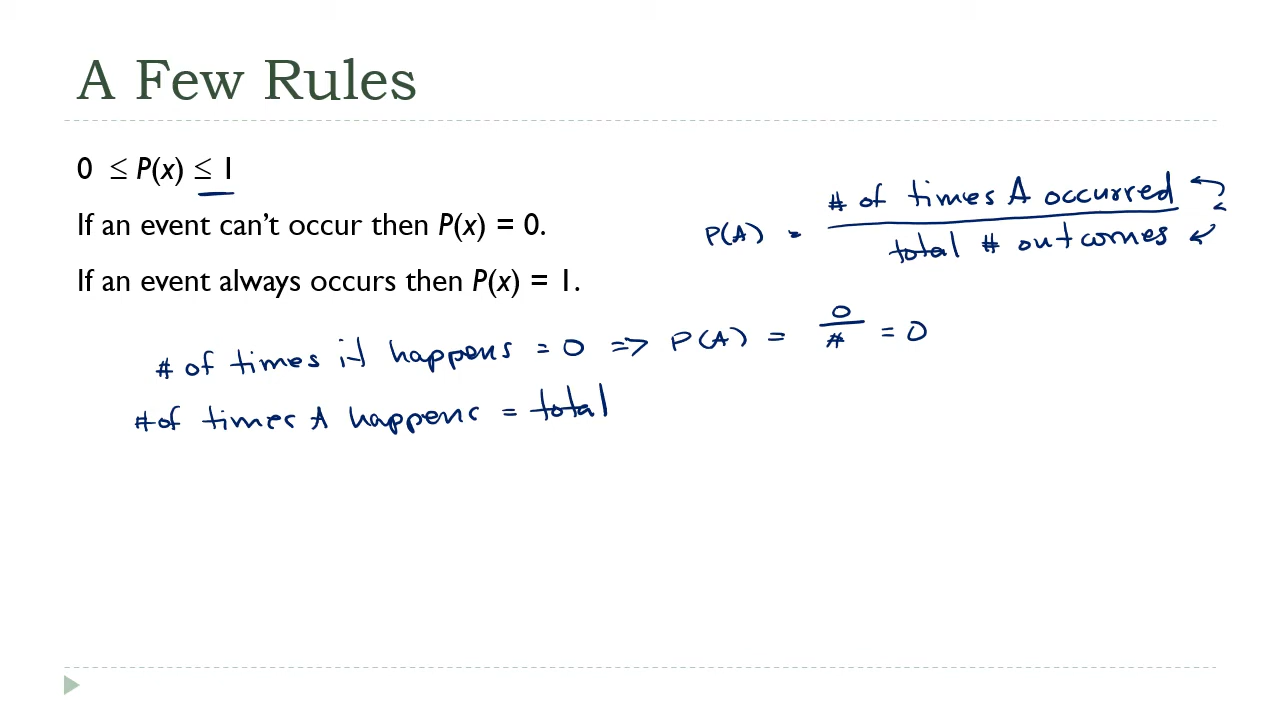 A Few Rules
0 ≤ P(x) ≤ 1
If an event can't occur then P(x) = 0.
If an event always occurs then P(x) = 1.
P(A) = # of times A occurred / total # outcomes
# of times it happens = 0 => P(A) = 0/# = 0
# of times A happens = total